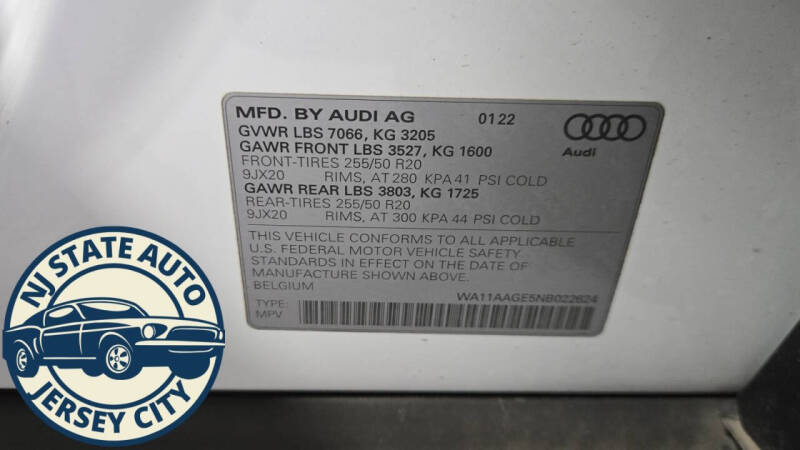 MFD. BY AUDI AG 01 22
GVWR LBS 7066, KG 3205
GAWR FRONT LBS 3527, KG 1600
FRONT-TIRES 255/50 R20
9JX20 RIMS, AT 280 KPA 41 PSI COLD
GAWR REAR LBS 3803, KG 1725
REAR-TIRES 255/50 R20
9JX20 RIMS, AT 300 KPA 44 PSI COLD
THIS VEHICLE CONFORMS TO ALL APPLICABLE
U.S. FEDERAL MOTOR VEHICLE SAFETY
STANDARDS IN EFFECT ON THE DATE OF
MANUFACTURE SHOWN ABOVE.
BELGIUM
WA11AAGE5NB022624
TYPE:
MPV
Audi
NJ STATE AUTO
JERSEY CITY